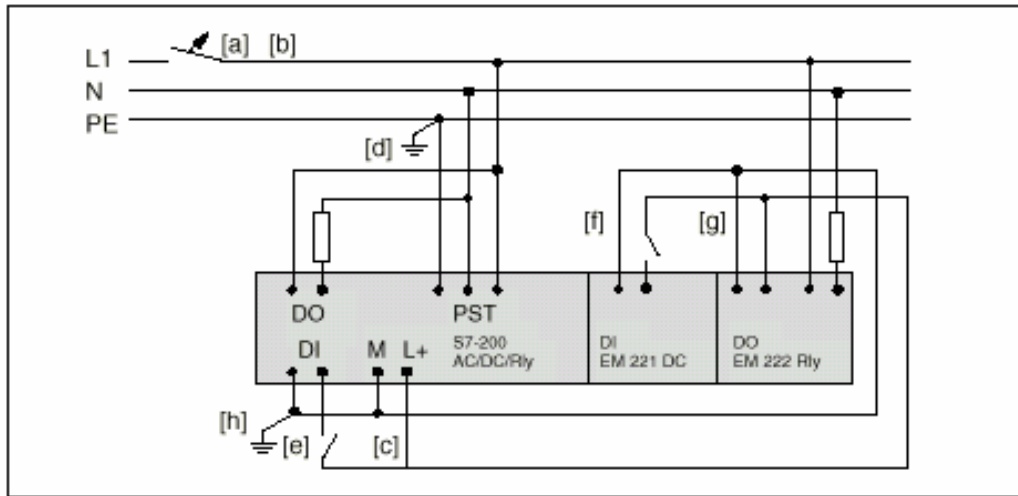 L1 [a] [b]
N
PE
[d]
[f] [g]
DO PST
S7-200
AC/DC/Rly
DI M L+
DI
EM 221 DC
DO
EM 222 Rly
[h] [e] [c]